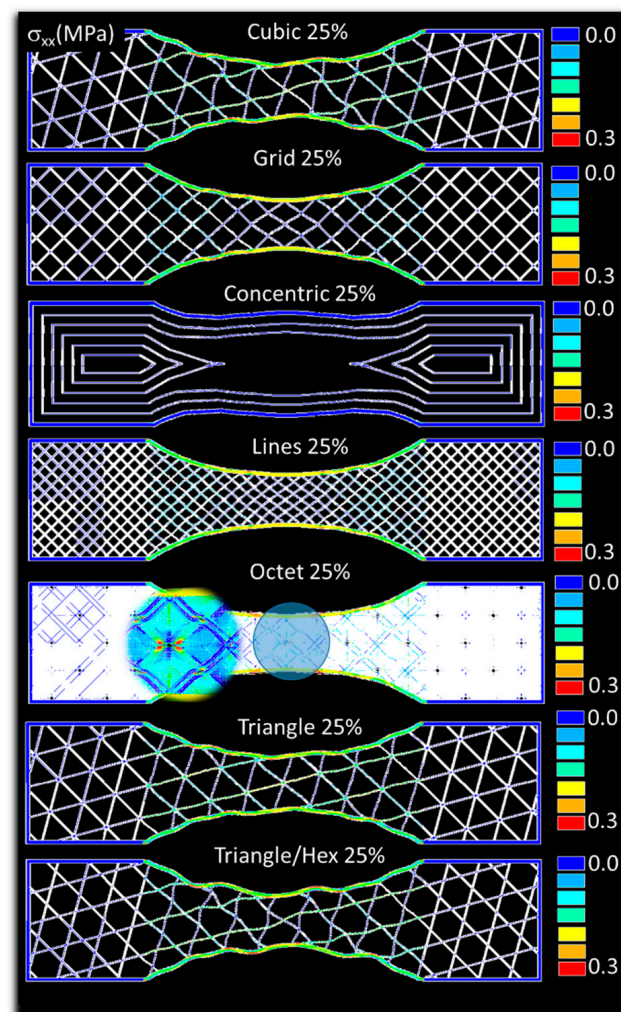 σxx(MPa)
Cubic 25%
0.0
0.3
Grid 25%
0.0
0.3
Concentric 25%
0.0
0.3
Lines 25%
0.0
0.3
Octet 25%
0.0
0.3
Triangle 25%
0.0
0.3
Triangle/Hex 25%
0.0
0.3